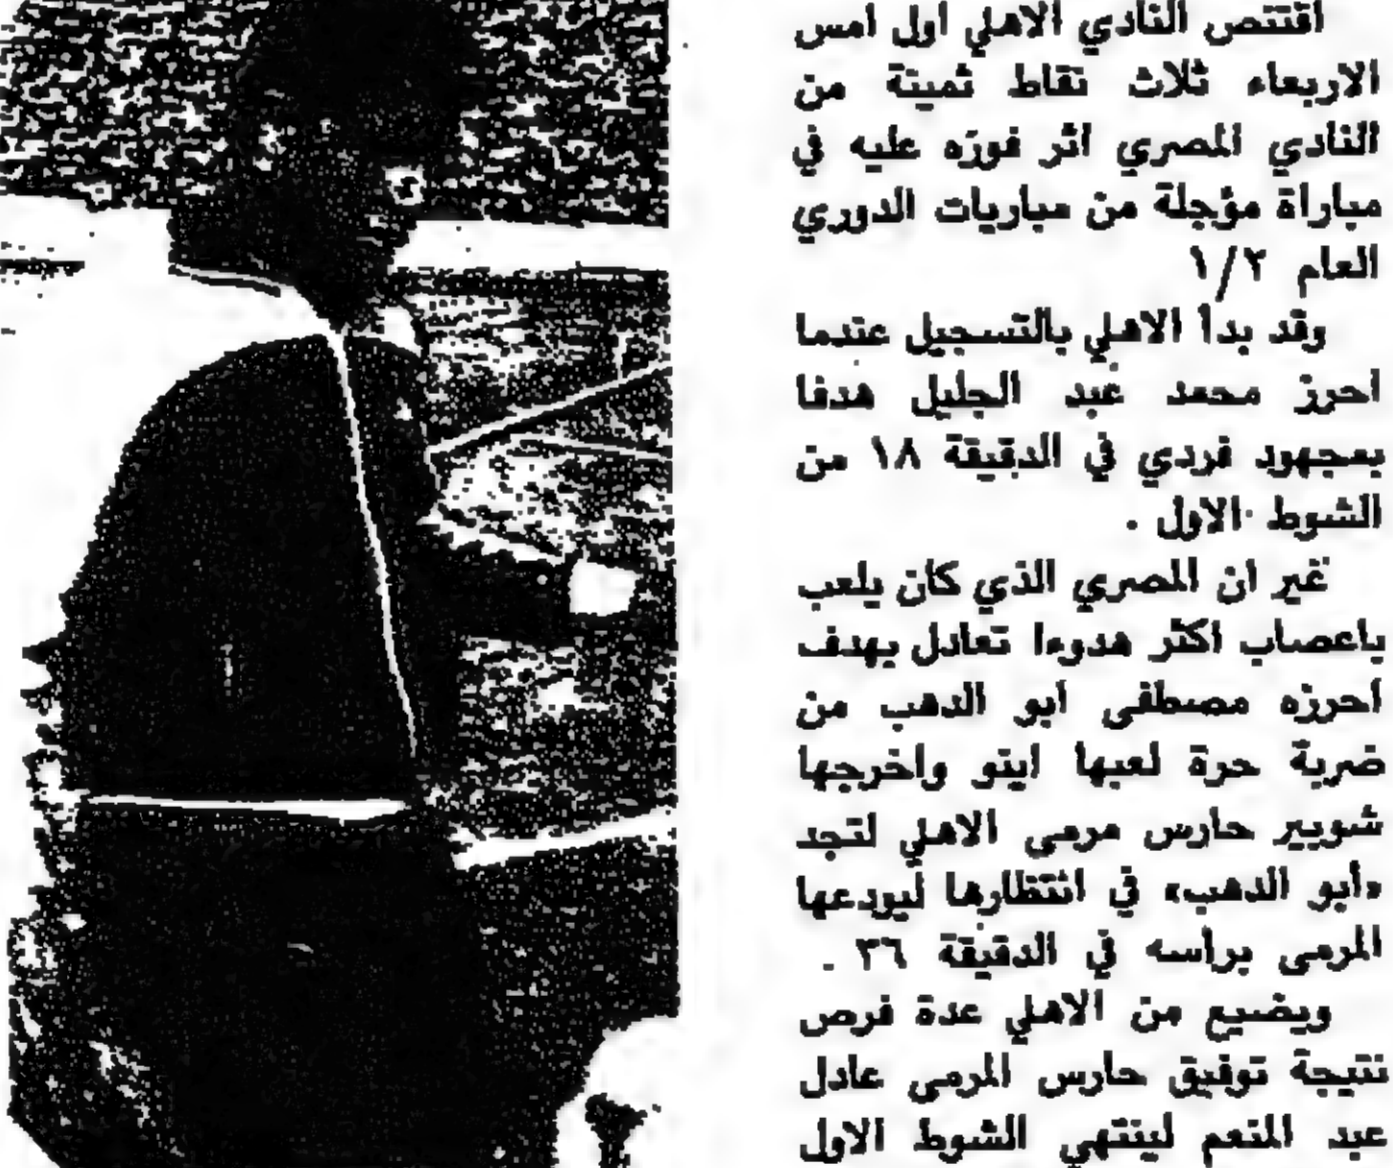 اقتنص النادي الاهلي اول امس
الاربعاء ثلاث نقاط ثمينة من
النادي المصري اثر فوزه عليه في
مباراة مؤجلة من مباريات الدوري
العام ١/٢
وقد بدأ الاهلي بالتسجيل عندما
احرز محمد عبد الجليل هدفا
بمجهود فردي في الدقيقة ١٨ من
الشوط الاول .
غير ان المصري الذي كان يلعب
باعصاب اكثر هدوءا تعادل بهدف
احرزه مصطفى ابو الدهب من
ضربة حرة لعبها اينو واخرجها
شوبير حارس مرمى الاهلي لتجد
«أبو الدهب» في انتظارها ليودعها
المرمى براسه في الدقيقة ٣٦ .
ويضيع من الاهلي عدة فرص
نتيجة توفيق حارس المرمى عادل
عبد المنعم لينتهي الشوط الاول